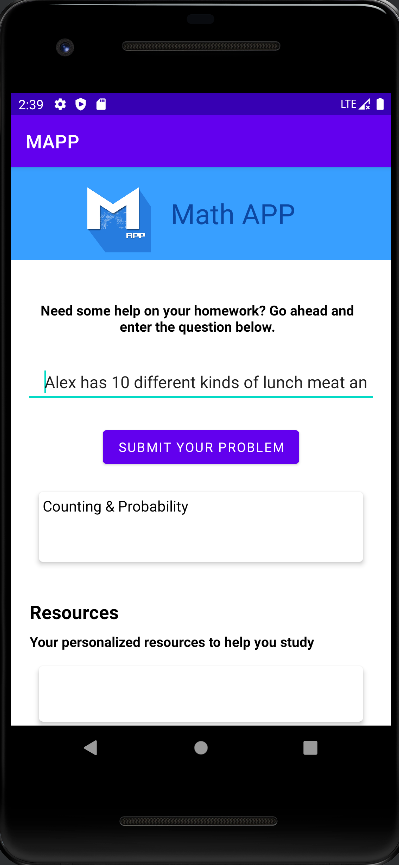 2:39
LTE
MAPP
M
APP
Math APP
Need some help on your homework? Go ahead and
enter the question below.
Alex has 10 different kinds of lunch meat an
SUBMIT YOUR PROBLEM
Counting & Probability
Resources
Your personalized resources to help you study